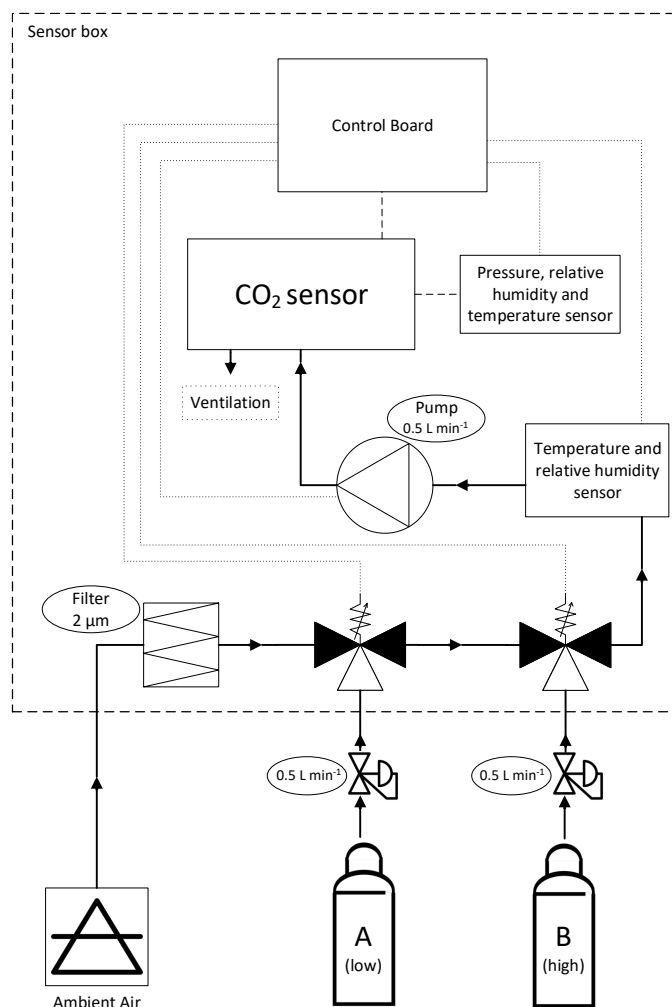 Sensor box
Control Board
CO₂ sensor
Pressure, relative
humidity and
temperature sensor
Ventilation
Pump
0.5 L min⁻¹
Temperature and
relative humidity
sensor
Filter
2 µm
0.5 L min⁻¹
0.5 L min⁻¹
A
(low)
B
(high)
Ambient Air